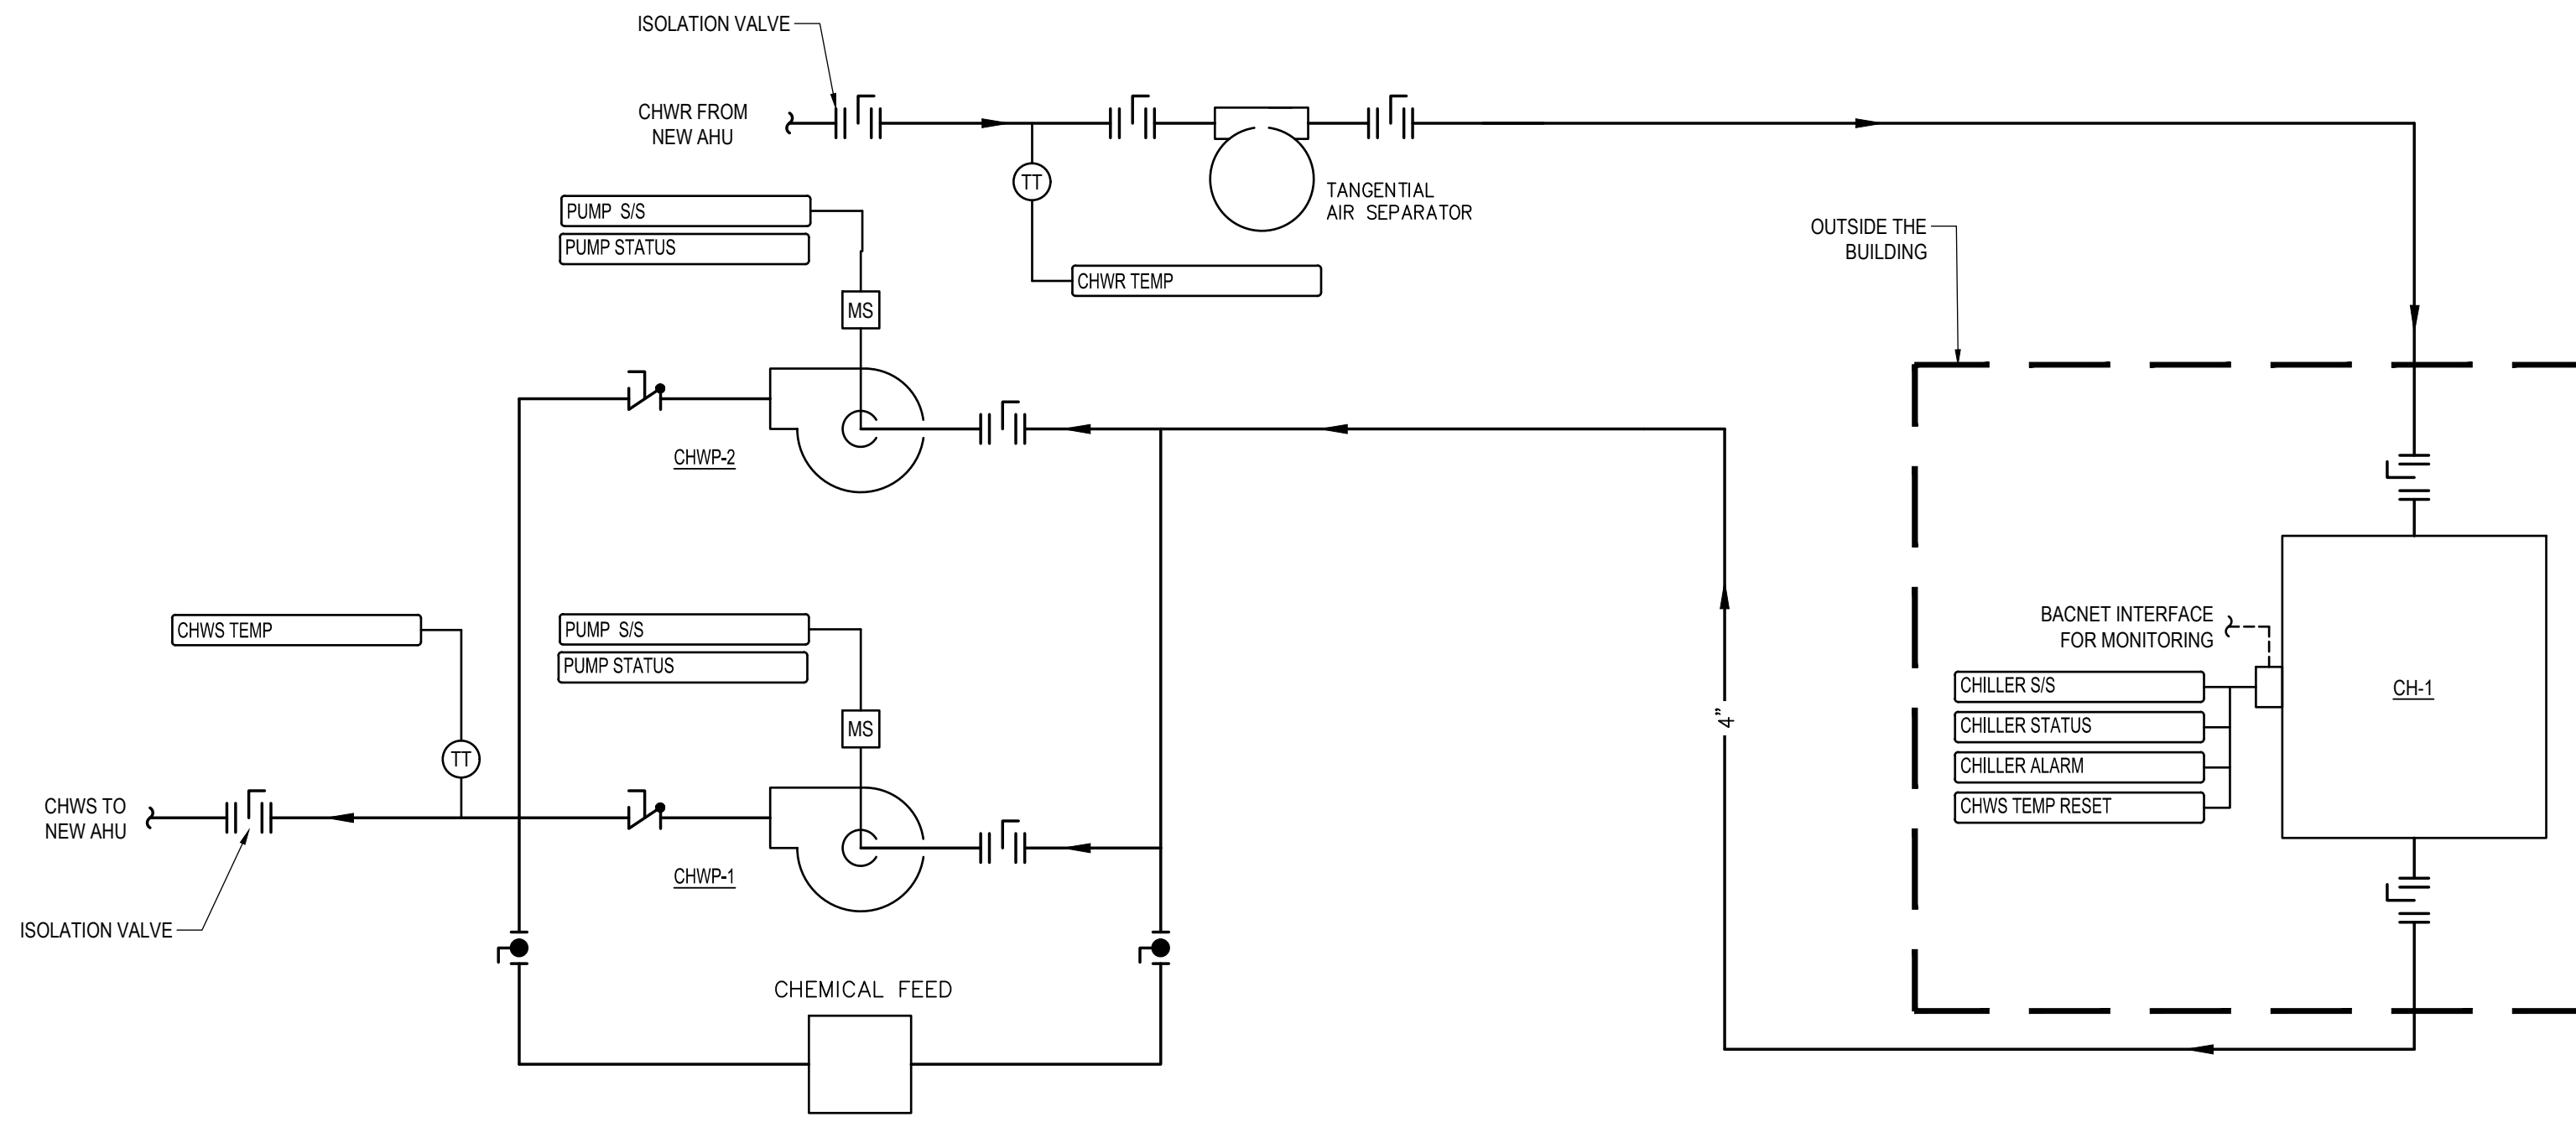 ISOLATION VALVE
CHWR FROM
NEW AHU
TT
TANGENTIAL
AIR SEPARATOR
PUMP S/S
PUMP STATUS
CHWR TEMP
OUTSIDE THE
BUILDING
MS
CHWP-2
CHWS TEMP
PUMP S/S
PUMP STATUS
MS
TT
CHWS TO
NEW AHU
CHWP-1
ISOLATION VALVE
CHEMICAL FEED
4"
BACNET INTERFACE
FOR MONITORING
CHILLER S/S
CHILLER STATUS
CHILLER ALARM
CHWS TEMP RESET
CH-1